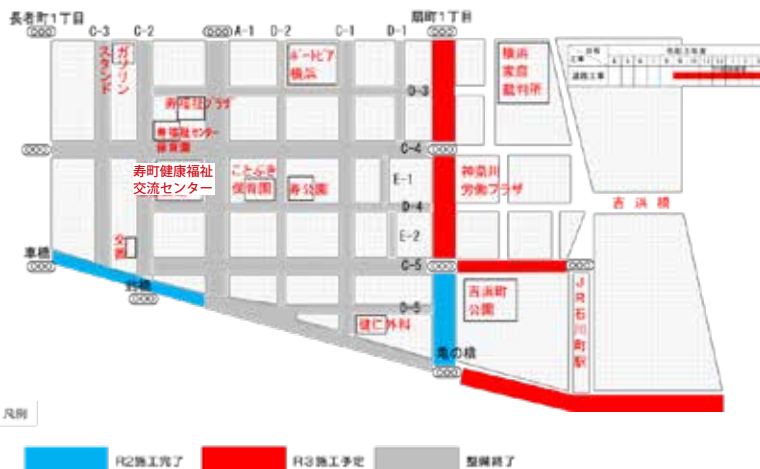 長者町1丁目
扇町1丁目
C-3
C-2
A-1
D-2
C-1
D-1
ガソリン
スタンド
ボートピア
横浜
横浜
家庭
裁判所
道路工事
D-3
寿福祉プラザ
寿福祉センター
保育園
C-4
寿町健康福祉
交流センター
ことぶき
保育園
寿公園
E-1
神奈川
労働プラザ
D-4
吉浜橋
交番
E-2
車橋
C-5
吉浜町
公園
JR石川町駅
D-5
健仁外科
亀の橋
凡例
R2施工完了
R3施工予定
整備終了